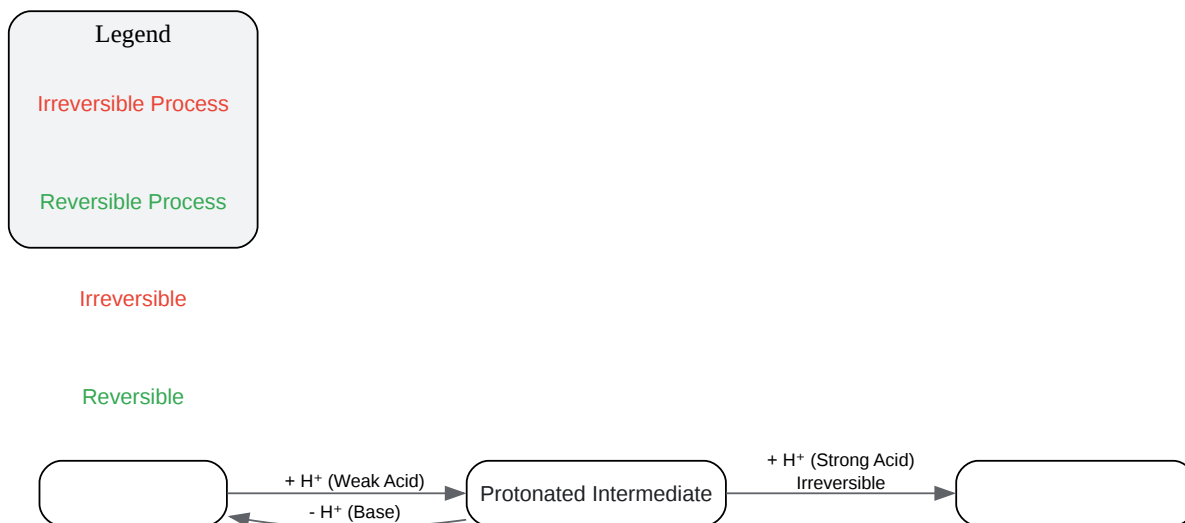 Legend
Irreversible Process
Reversible Process
Irreversible
Reversible
+ H⁺ (Weak Acid)
- H⁺ (Base)
Protonated Intermediate
+ H⁺ (Strong Acid)
Irreversible